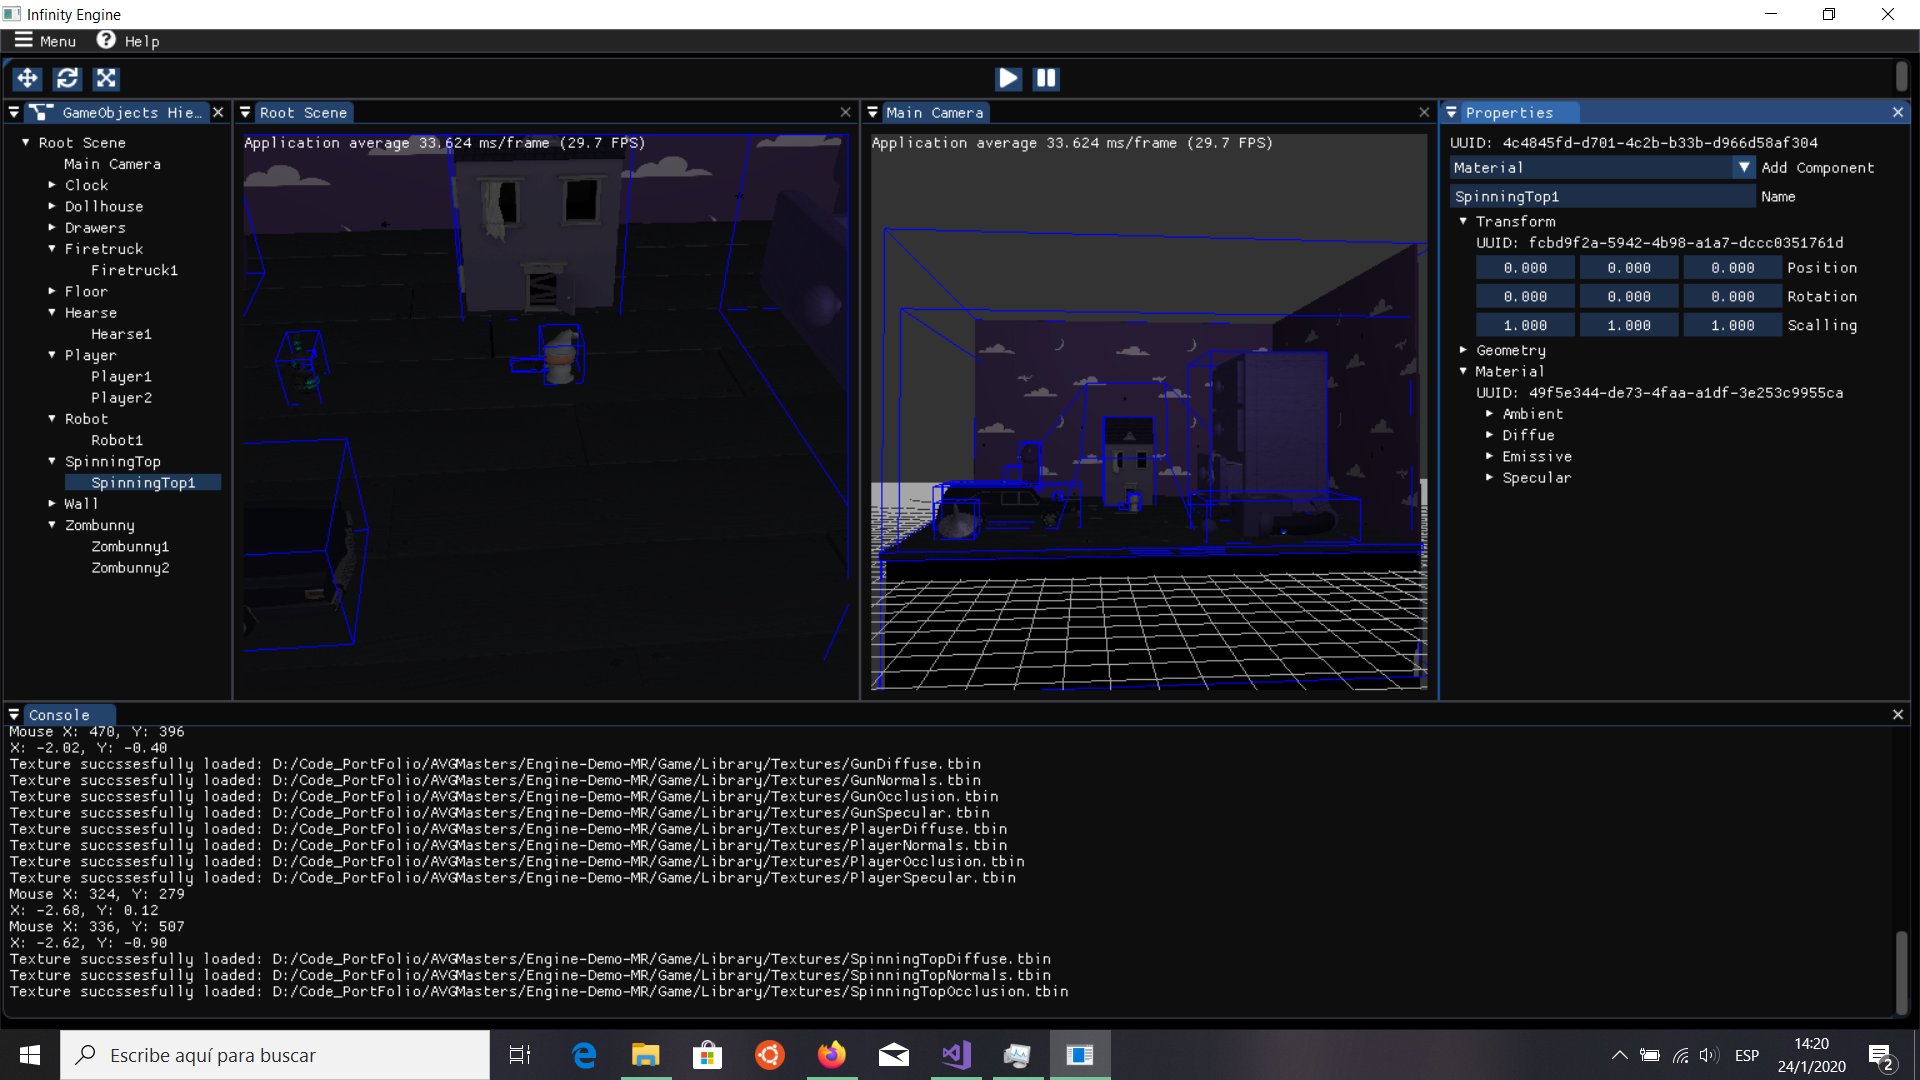 Infinity Engine
Menu Help
GameObjects Hie…
Root Scene
Main Camera
Clock
Dollhouse
Drawers
Firetruck
Firetruck1
Floor
Hearse
Hearse1
Player
Player1
Player2
Robot
Robot1
SpinningTop
SpinningTop1
Wall
Zombunny
Zombunny1
Zombunny2
Root Scene
Application average 33.624 ms/frame (29.7 FPS)
Main Camera
Application average 33.624 ms/frame (29.7 FPS)
Properties
UUID: 4c4845fd-d701-4c2b-b33b-d966d58af304
Material Add Component
SpinningTop1 Name
Transform
UUID: fcbd9f2a-5942-4b98-a1a7-dccc0351761d
0.000 0.000 0.000 Position
0.000 0.000 0.000 Rotation
1.000 1.000 1.000 Scalling
Geometry
Material
UUID: 49f5e344-de73-4faa-a1df-3e253c9955ca
Ambient
Diffue
Emissive
Specular
Console
Mouse X: 470, Y: 396
X: -2.02, Y: -0.40
Texture succssesfully loaded: D:/Code_PortFolio/AVGMasters/Engine-Demo-MR/Game/Library/Textures/GunDiffuse.tbin
Texture succssesfully loaded: D:/Code_PortFolio/AVGMasters/Engine-Demo-MR/Game/Library/Textures/GunNormals.tbin
Texture succssesfully loaded: D:/Code_PortFolio/AVGMasters/Engine-Demo-MR/Game/Library/Textures/GunOcclusion.tbin
Texture succssesfully loaded: D:/Code_PortFolio/AVGMasters/Engine-Demo-MR/Game/Library/Textures/GunSpecular.tbin
Texture succssesfully loaded: D:/Code_PortFolio/AVGMasters/Engine-Demo-MR/Game/Library/Textures/PlayerDiffuse.tbin
Texture succssesfully loaded: D:/Code_PortFolio/AVGMasters/Engine-Demo-MR/Game/Library/Textures/PlayerNormals.tbin
Texture succssesfully loaded: D:/Code_PortFolio/AVGMasters/Engine-Demo-MR/Game/Library/Textures/PlayerOcclusion.tbin
Texture succssesfully loaded: D:/Code_PortFolio/AVGMasters/Engine-Demo-MR/Game/Library/Textures/PlayerSpecular.tbin
Mouse X: 324, Y: 279
X: -2.68, Y: 0.12
Mouse X: 336, Y: 507
X: -2.62, Y: -0.90
Texture succssesfully loaded: D:/Code_PortFolio/AVGMasters/Engine-Demo-MR/Game/Library/Textures/SpinningTopDiffuse.tbin
Texture succssesfully loaded: D:/Code_PortFolio/AVGMasters/Engine-Demo-MR/Game/Library/Textures/SpinningTopNormals.tbin
Texture succssesfully loaded: D:/Code_PortFolio/AVGMasters/Engine-Demo-MR/Game/Library/Textures/SpinningTopOcclusion.tbin
Escribe aquí para buscar
ESP
14:20
24/1/2020
2